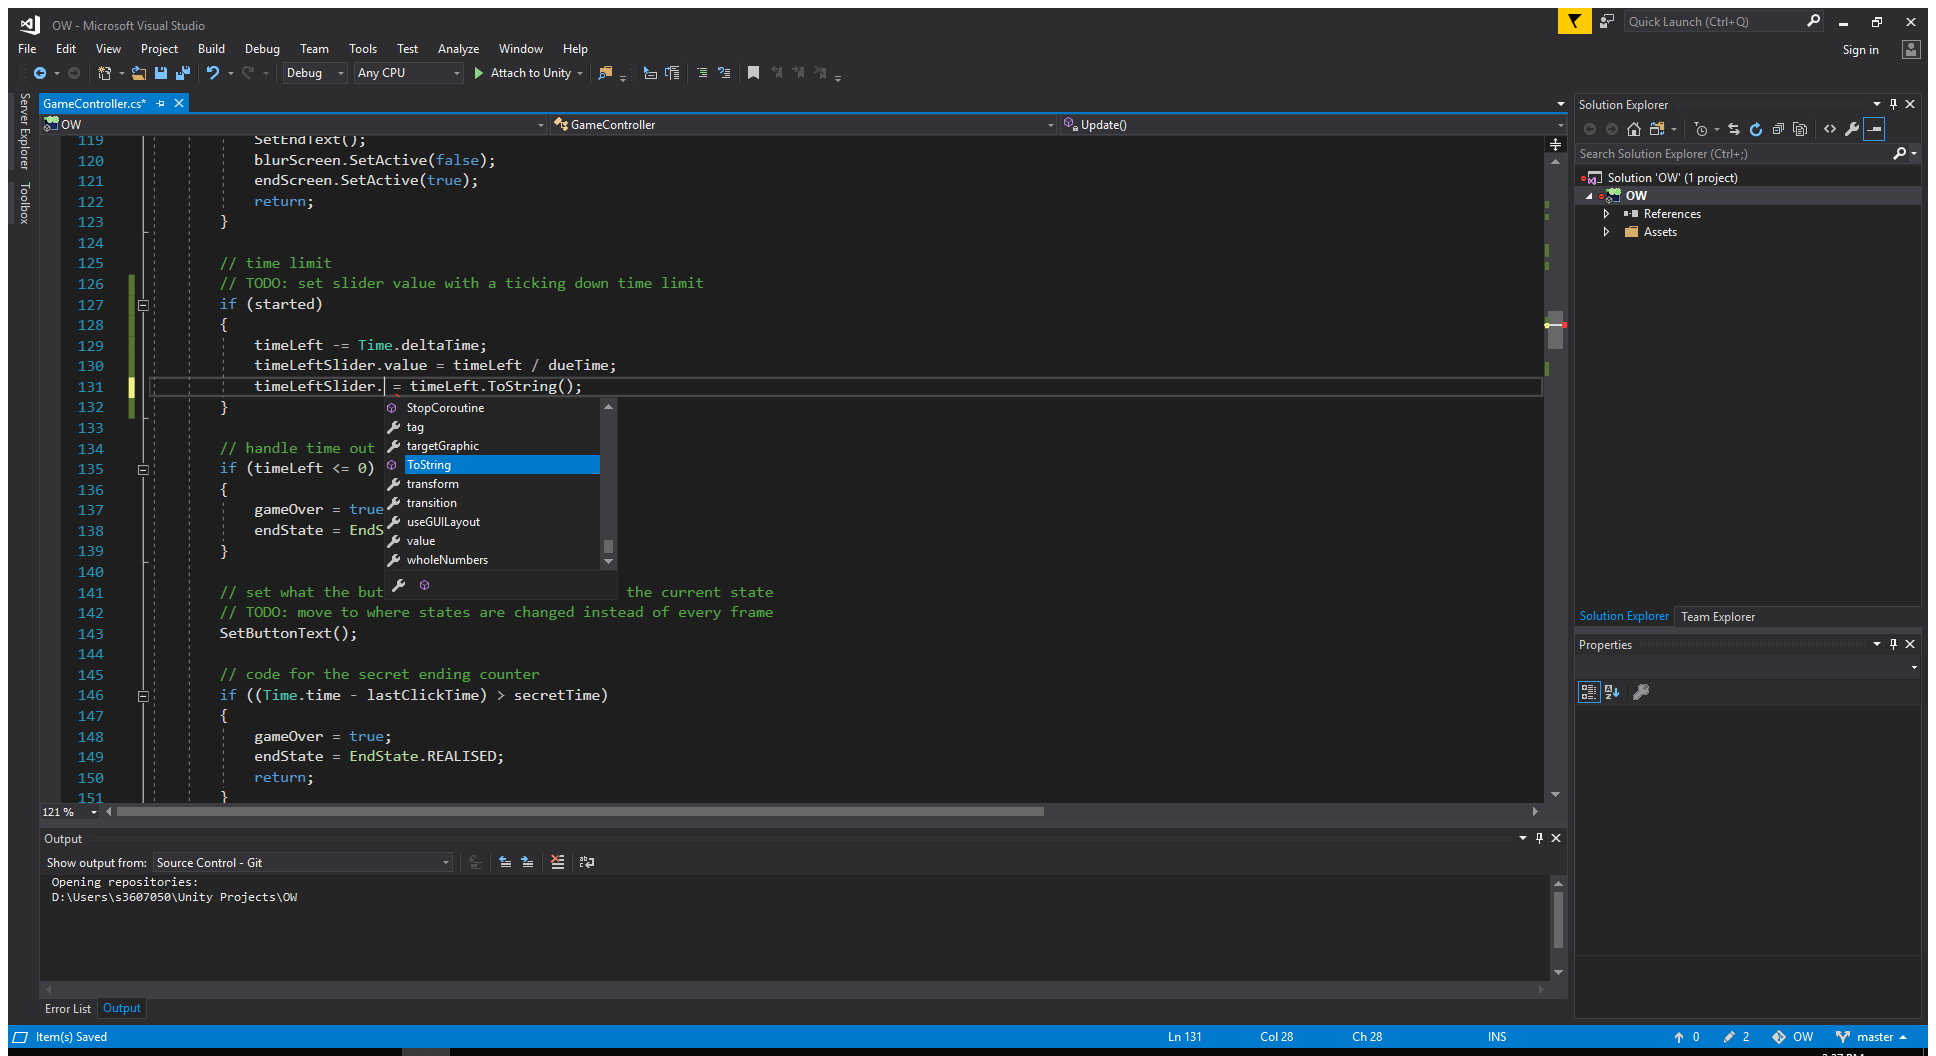 OW - Microsoft Visual Studio
Quick Launch (Ctrl+Q)
File Edit View Project Build Debug Team Tools Test Analyze Window Help
Sign in
Debug Any CPU Attach to Unity
Server Explorer
Toolbox
GameController.cs*
OW GameController Update()
119 SetEndText();
120 blurScreen.SetActive(false);
121 endScreen.SetActive(true);
122 return;
123 }
124
125 // time limit
126 // TODO: set slider value with a ticking down time limit
127 if (started)
128 {
129 timeLeft -= Time.deltaTime;
130 timeLeftSlider.value = timeLeft / dueTime;
131 timeLeftSlider. = timeLeft.ToString();
132 }
133
134 // handle time out
135 if (timeLeft <= 0)
136 {
137 gameOver = true
138 endState = EndS
139 }
140
141 // set what the but the current state
142 // TODO: move to where states are changed instead of every frame
143 SetButtonText();
144
145 // code for the secret ending counter
146 if ((Time.time - lastClickTime) > secretTime)
147 {
148 gameOver = true;
149 endState = EndState.REALISED;
150 return;
151 }
StopCoroutine
tag
targetGraphic
ToString
transform
transition
useGUILayout
value
wholeNumbers
121 %
Output
Show output from: Source Control - Git
Opening repositories:
D:\Users\s3607050\Unity Projects\OW
Error List Output
Solution Explorer
Search Solution Explorer (Ctrl+;)
Solution 'OW' (1 project)
OW
References
Assets
Solution Explorer Team Explorer
Properties
Item(s) Saved Ln 131 Col 28 Ch 28 INS 0 2 OW master